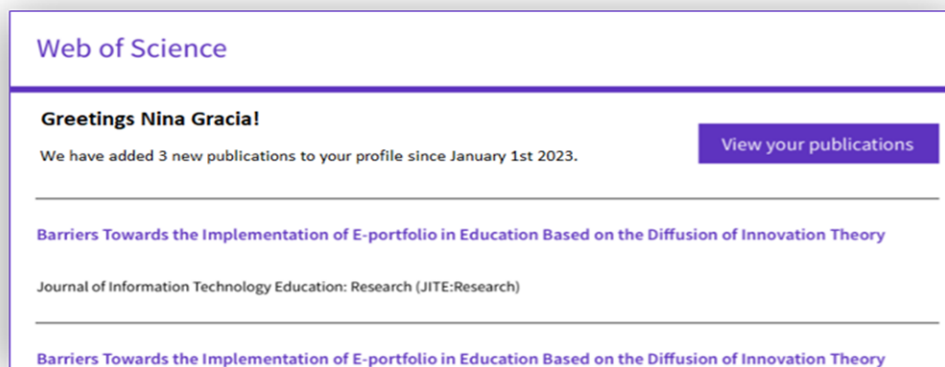 Web of Science
Greetings Nina Gracia!
We have added 3 new publications to your profile since January 1st 2023.
View your publications
Barriers Towards the Implementation of E-portfolio in Education Based on the Diffusion of Innovation Theory
Journal of Information Technology Education: Research (JITE:Research)
Barriers Towards the Implementation of E-portfolio in Education Based on the Diffusion of Innovation Theory